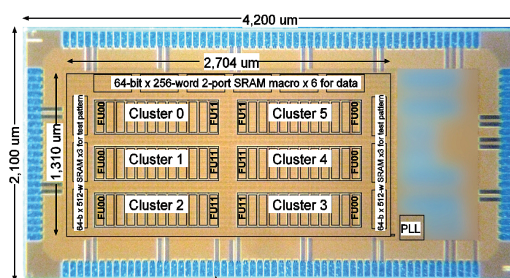 4,200 um
2,704 um
64-bit x 256-word 2-port SRAM macro x 6 for data
2,100 um
1,310 um
64-b x 512-w SRAM x3 for test pattern
FU00
Cluster 0
FU11
FU11
Cluster 5
FU00
FU00
Cluster 1
FU11
FU11
Cluster 4
FU00
FU00
Cluster 2
FU11
FU11
Cluster 3
FU00
64-b x 512-w SRAM x3 for test pattern
PLL